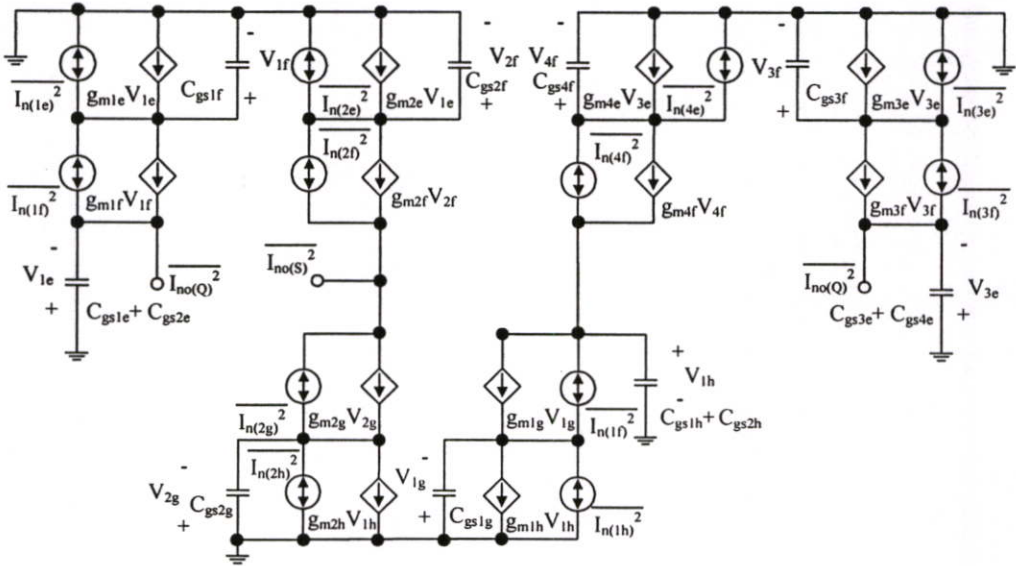 -
-
-
-
V1f
V2f
V4f
V3f
In(1e)²
gm1eV1e
Cgs1f
+
In(2e)²
gm2eV1e
Cgs2f
+
Cgs4f
+
gm4eV3e
In(4e)²
Cgs3f
+
gm3eV3e
In(3e)²
In(2f)²
In(4f)²
In(1f)²
gm1fV1f
gm2fV2f
gm4fV4f
gm3fV3f
In(3f)²
-
V1e
+
Ino(Q)²
Cgs1e+ Cgs2e
Ino(S)²
Ino(Q)²
Cgs3e+ Cgs4e
-
V3e
+
In(2g)²
gm2gV2g
gm1gV1g
In(1f)²
+
V1h
-
Cgs1h+ Cgs2h
-
V2g
+
Cgs2g
In(2h)²
gm2hV1h
-
V1g
+
Cgs1g
gm1hV1h
In(1h)²